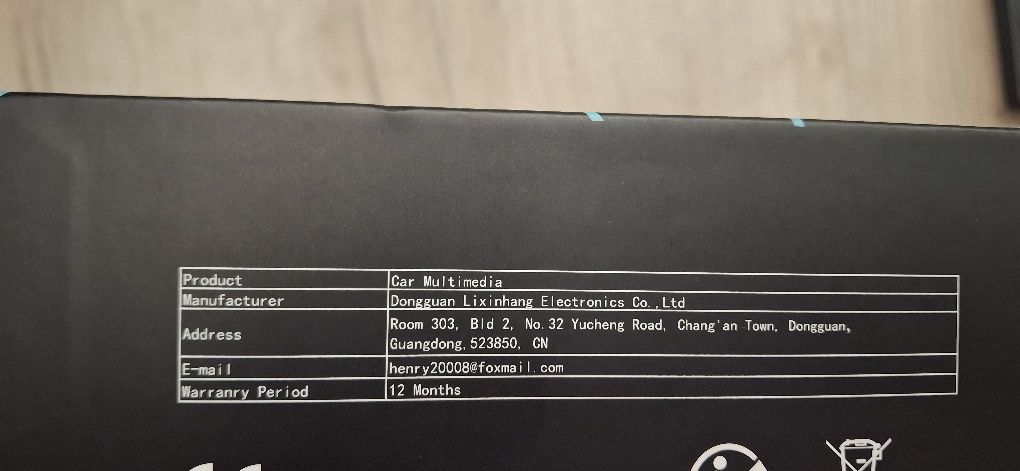 Product Car Multimedia
Manufacturer Dongguan Lixinhang Electronics Co.,Ltd
Address Room 303, Bld 2, No.32 Yucheng Road, Chang'an Town, Dongguan,
Guangdong,523850, CN
E-mail henry20008@foxmail.com
Warranry Period 12 Months